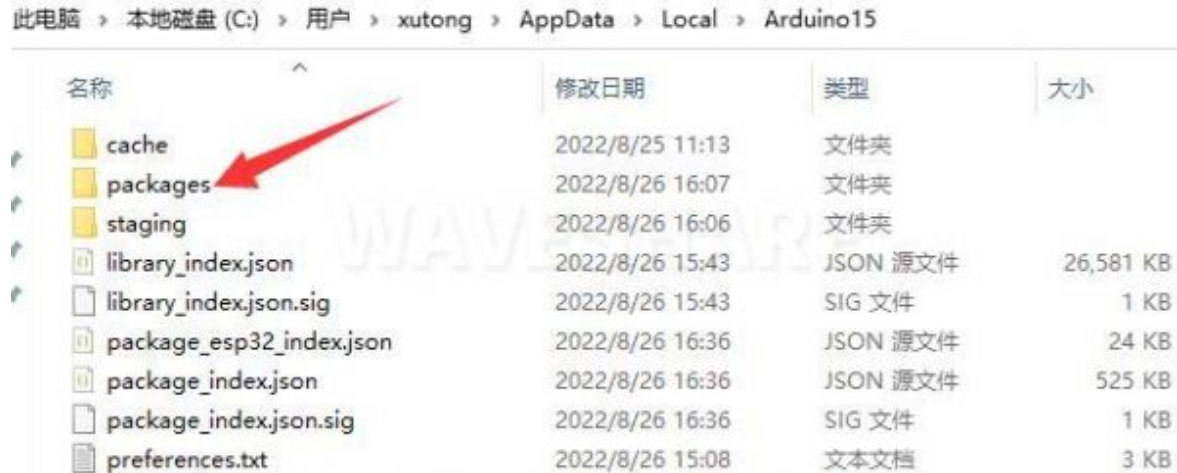 此电脑 > 本地磁盘 (C:) > 用户 > xutong > AppData > Local > Arduino15
名称 修改日期 类型 大小
cache 2022/8/25 11:13 文件夹
packages 2022/8/26 16:07 文件夹
staging 2022/8/26 16:06 文件夹
library_index.json 2022/8/26 15:43 JSON 源文件 26,581 KB
library_index.json.sig 2022/8/26 15:43 SIG 文件 1 KB
package_esp32_index.json 2022/8/26 16:36 JSON 源文件 24 KB
package_index.json 2022/8/26 16:36 JSON 源文件 525 KB
package_index.json.sig 2022/8/26 16:36 SIG 文件 1 KB
preferences.txt 2022/8/26 15:08 文本文档 3 KB
WAVESHARE